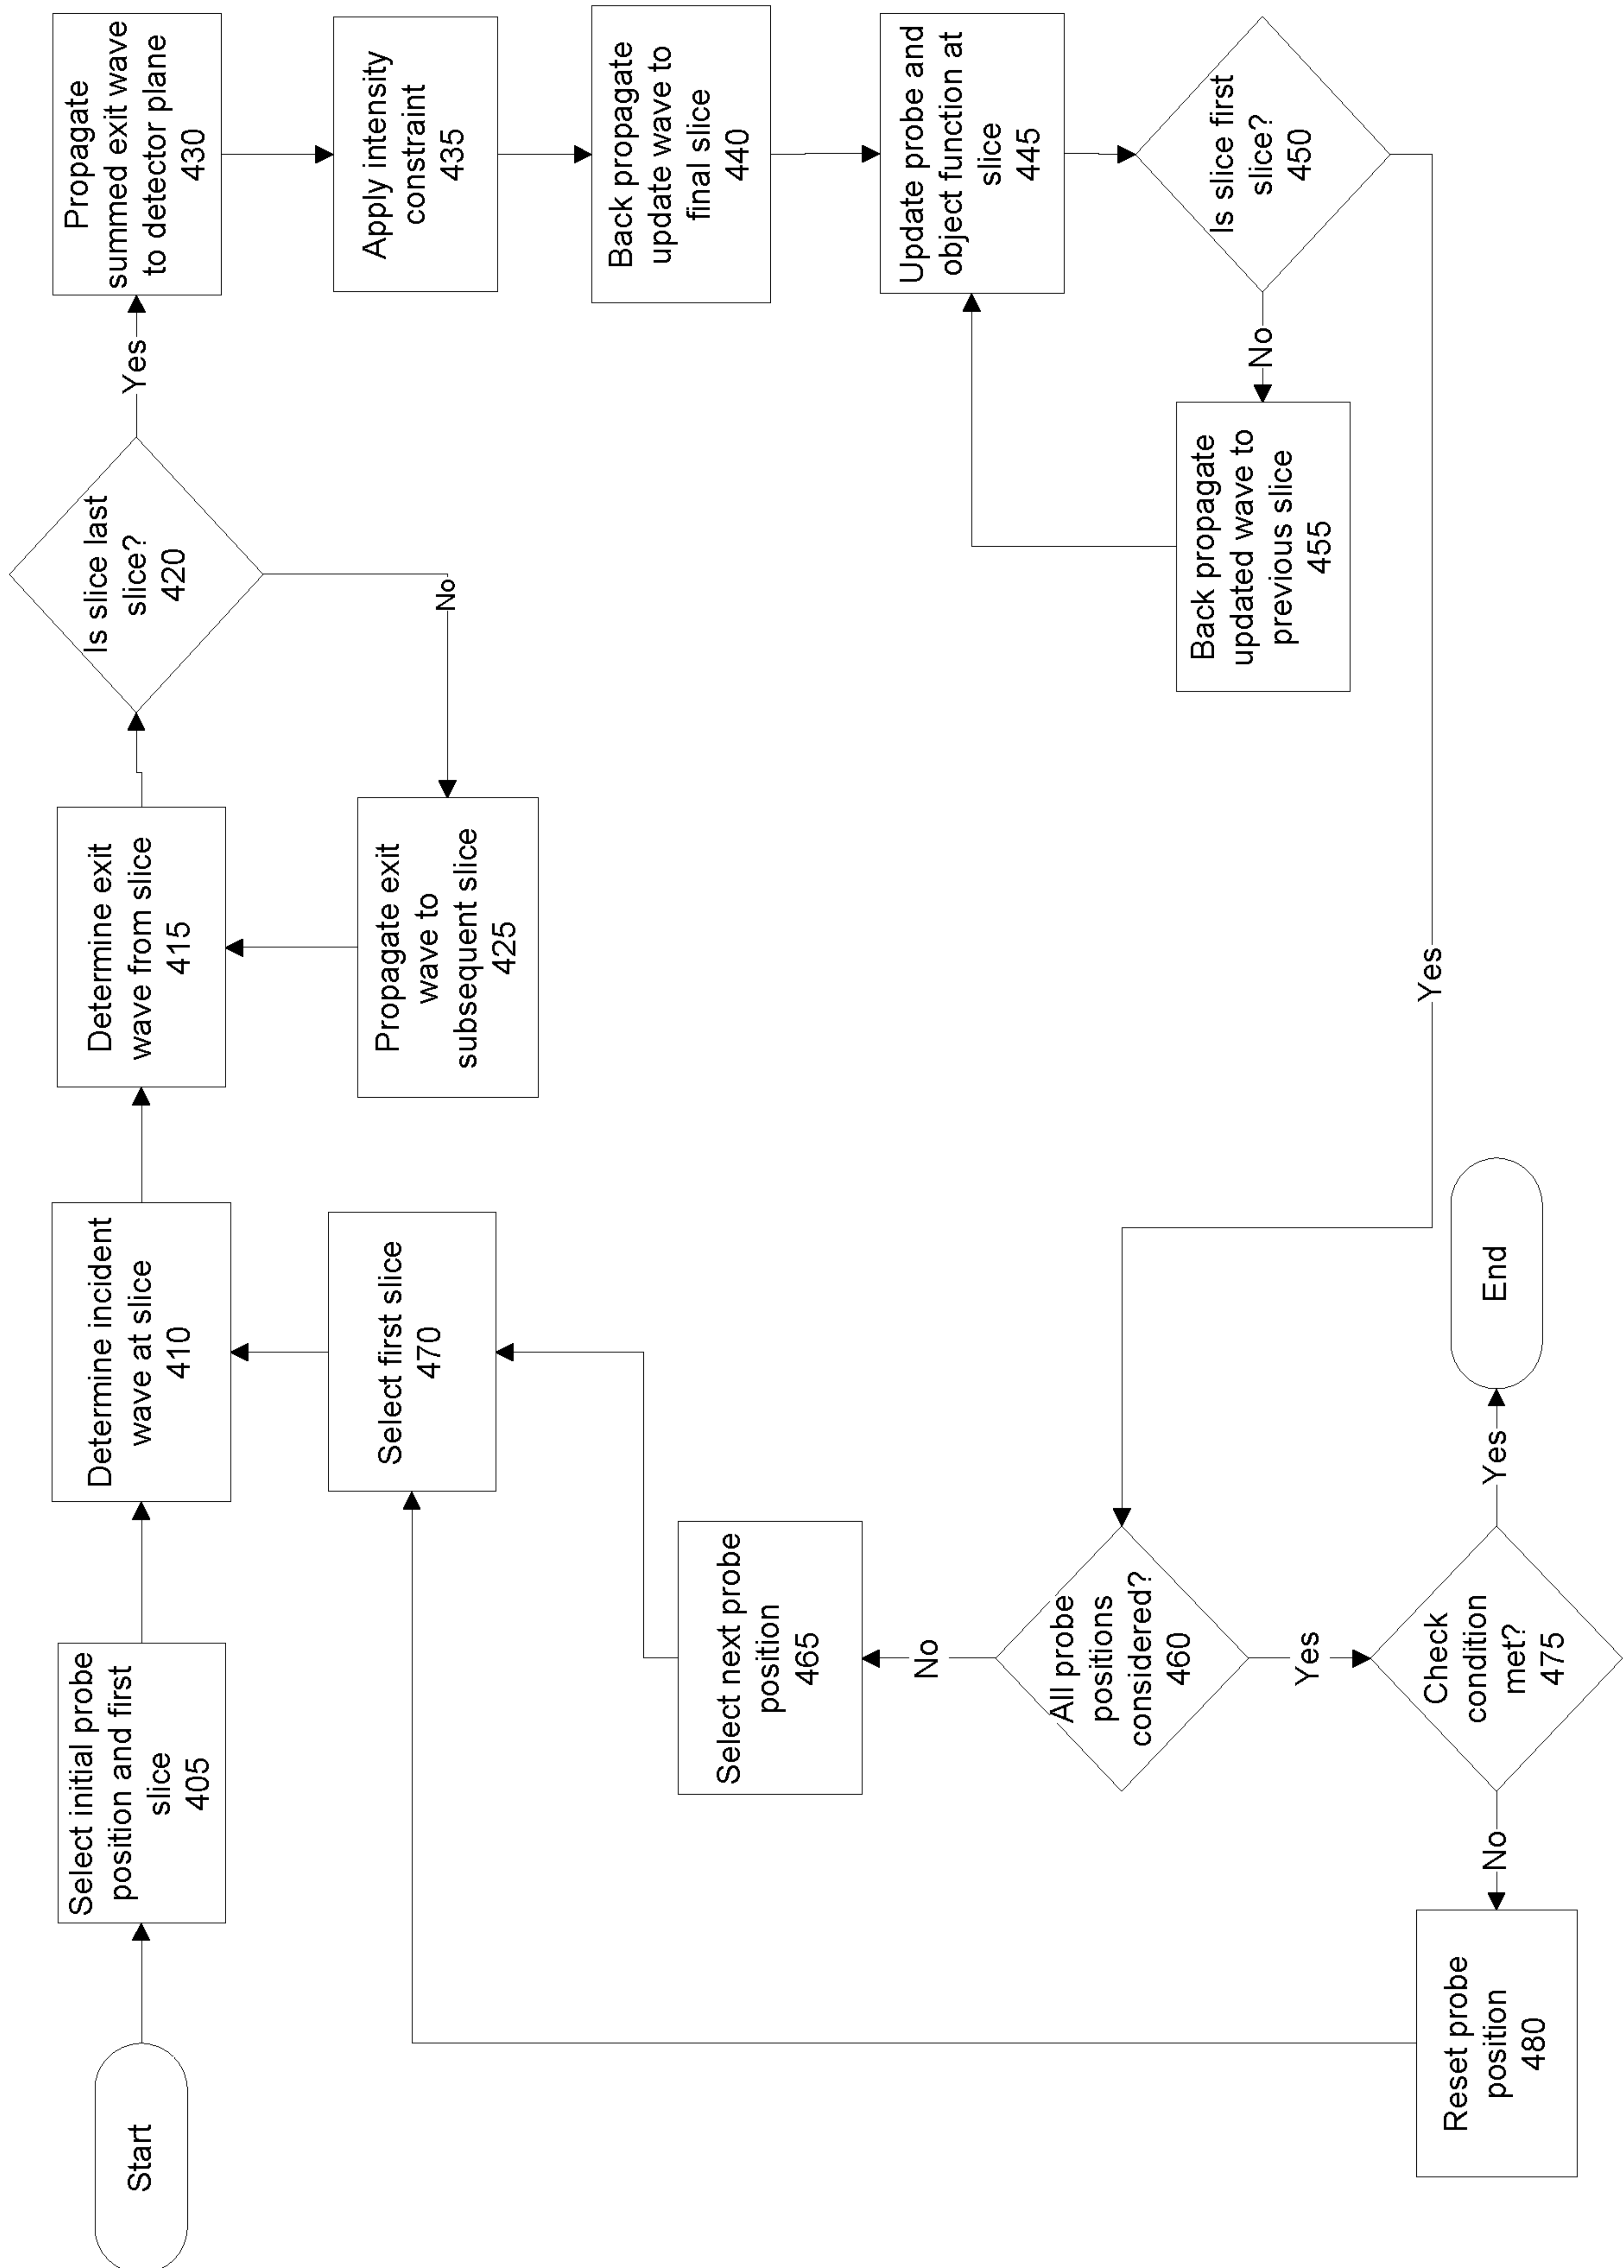 Start
Select initial probe
position and first
slice
405
Determine incident
wave at slice
410
Determine exit
wave from slice
415
Is slice last
slice?
420
Yes
No
Propagate exit
wave to
subsequent slice
425
Propagate
summed exit wave
to detector plane
430
Apply intensity
constraint
435
Back propagate
update wave to
final slice
440
Update probe and
object function at
slice
445
Is slice first
slice?
450
No
Back propagate
updated wave to
previous slice
455
Yes
All probe
positions
considered?
460
No
Select next probe
position
465
Select first slice
470
Yes
Check
condition
met?
475
Yes
End
No
Reset probe
position
480